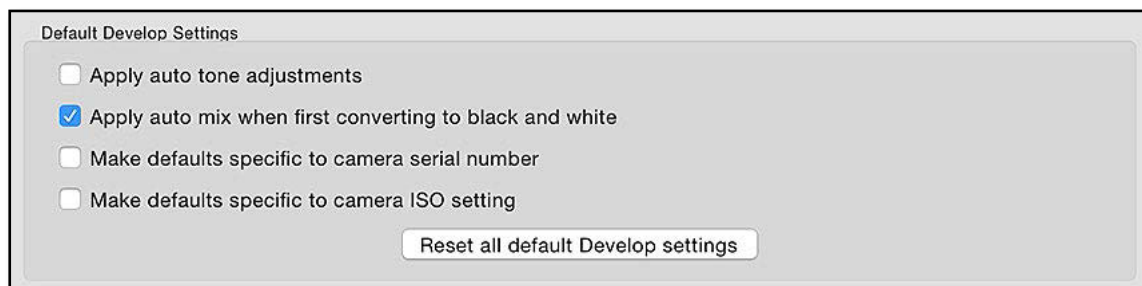 Default Develop Settings
Apply auto tone adjustments
Apply auto mix when first converting to black and white
Make defaults specific to camera serial number
Make defaults specific to camera ISO setting
Reset all default Develop settings